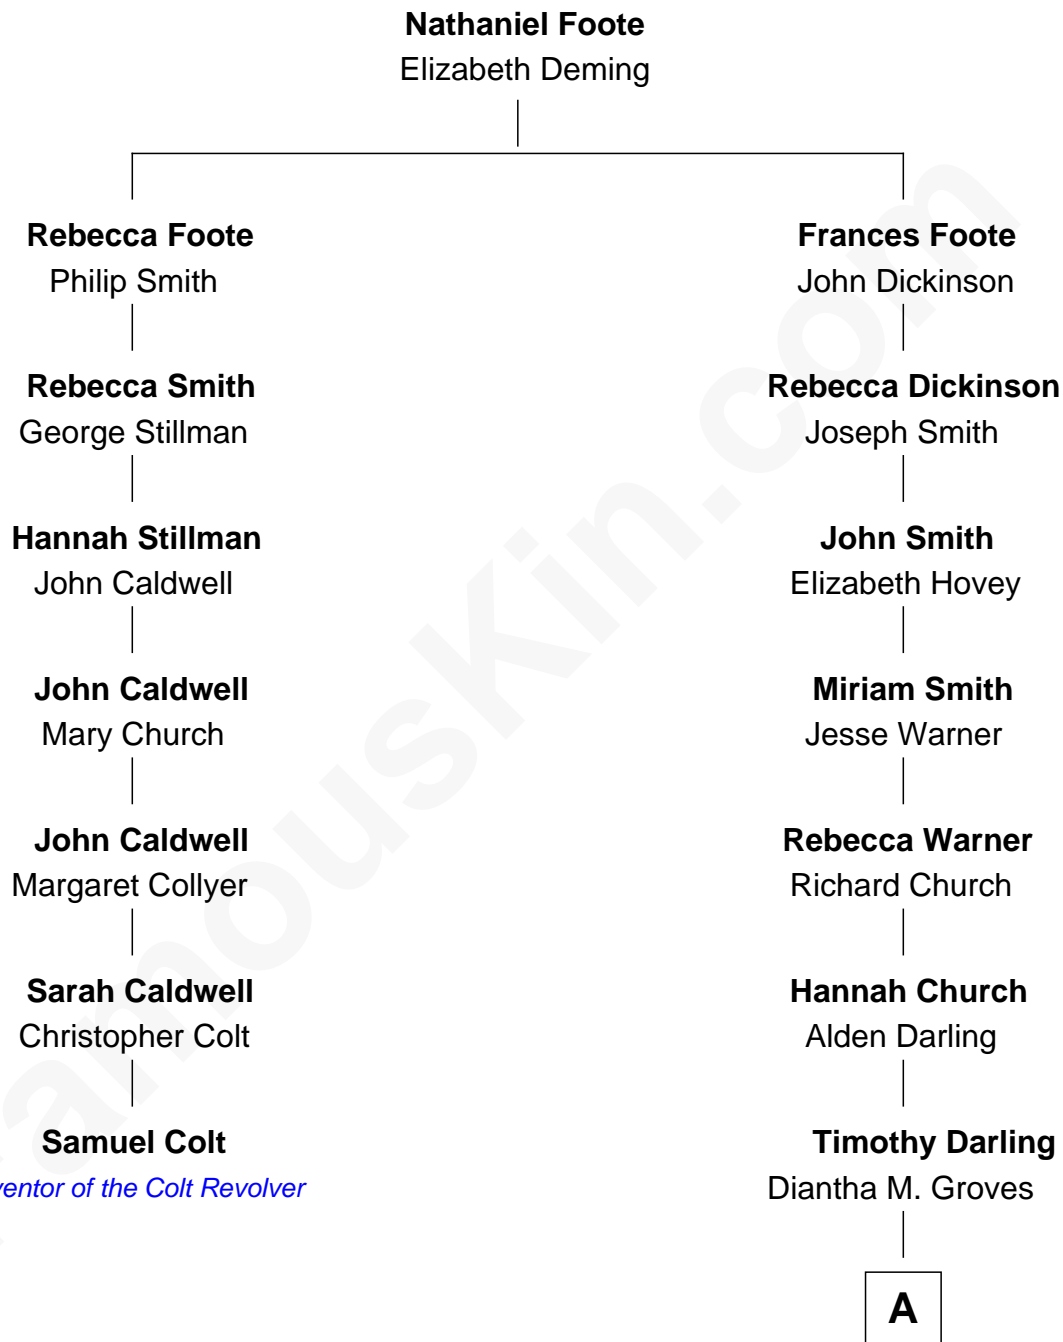 Nathaniel Foote
Elizabeth Deming
Rebecca Foote
Philip Smith
Rebecca Smith
George Stillman
Hannah Stillman
John Caldwell
John Caldwell
Mary Church
John Caldwell
Margaret Collyer
Sarah Caldwell
Christopher Colt
Samuel Colt
ventor of the Colt Revolver
Frances Foote
John Dickinson
Rebecca Dickinson
Joseph Smith
John Smith
Elizabeth Hovey
Miriam Smith
Jesse Warner
Rebecca Warner
Richard Church
Hannah Church
Alden Darling
Timothy Darling
Diantha M. Groves
A
amouskin.com